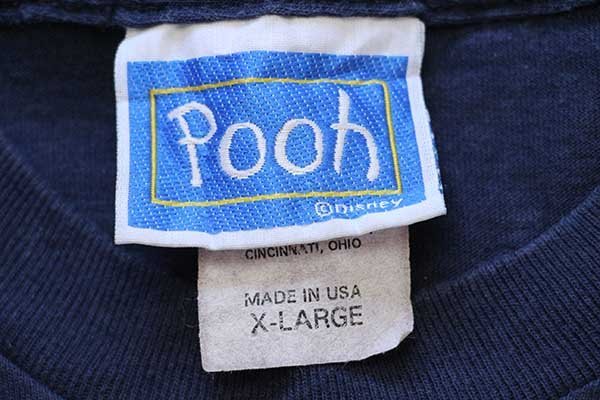 Pooh
©Disney
CINCINNATI, OHIO
MADE IN USA
X-LARGE